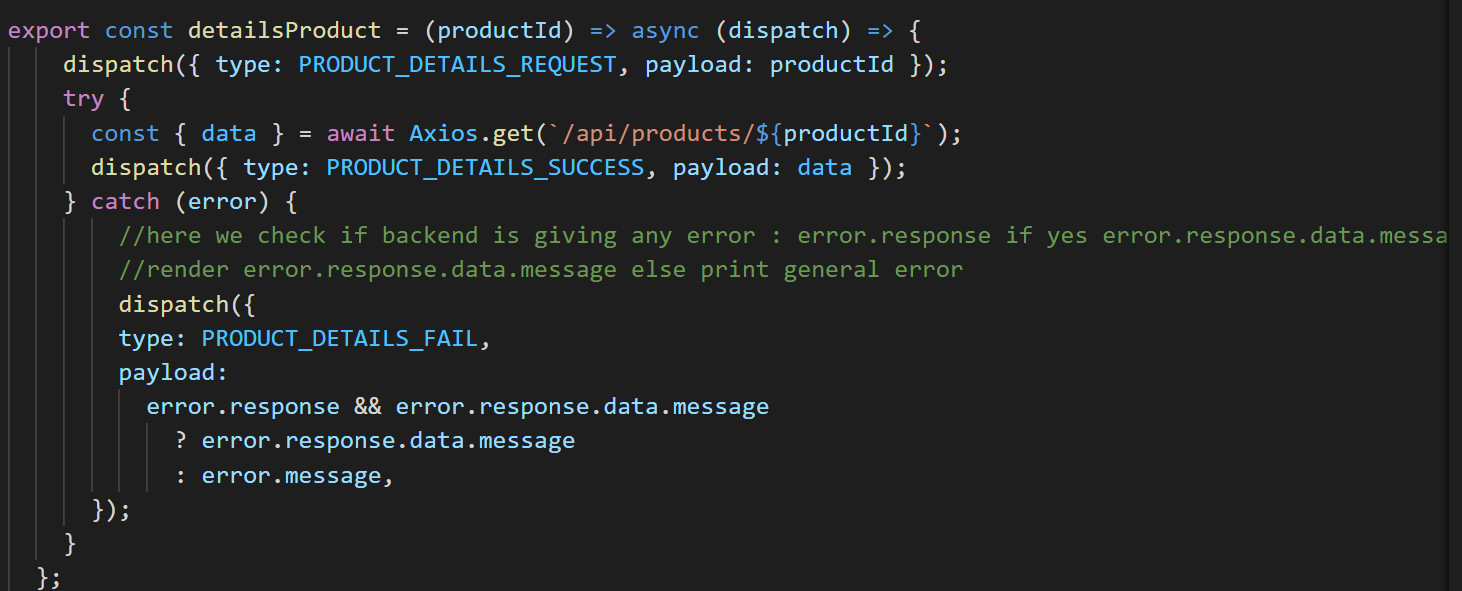 export const detailsProduct = (productId) => async (dispatch) => {
dispatch({ type: PRODUCT_DETAILS_REQUEST, payload: productId });
try {
const { data } = await Axios.get(`/api/products/${productId}`);
dispatch({ type: PRODUCT_DETAILS_SUCCESS, payload: data });
} catch (error) {
//here we check if backend is giving any error : error.response if yes error.response.data.messa
//render error.response.data.message else print general error
dispatch({
type: PRODUCT_DETAILS_FAIL,
payload:
error.response && error.response.data.message
? error.response.data.message
: error.message,
});
}
};